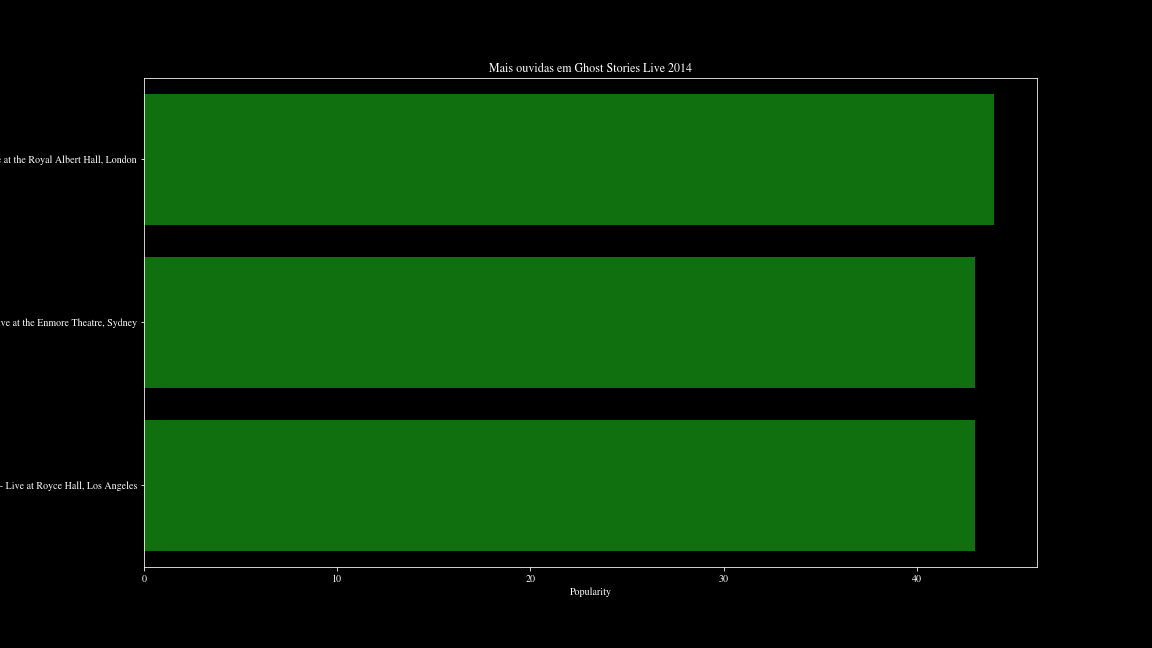 Mais ouvidas em Ghost Stories Live 2014
at the Royal Albert Hall, London
at the Enmore Theatre, Sydney
- Live at Royce Hall, Los Angeles
0 10 20 30 40
Popularity